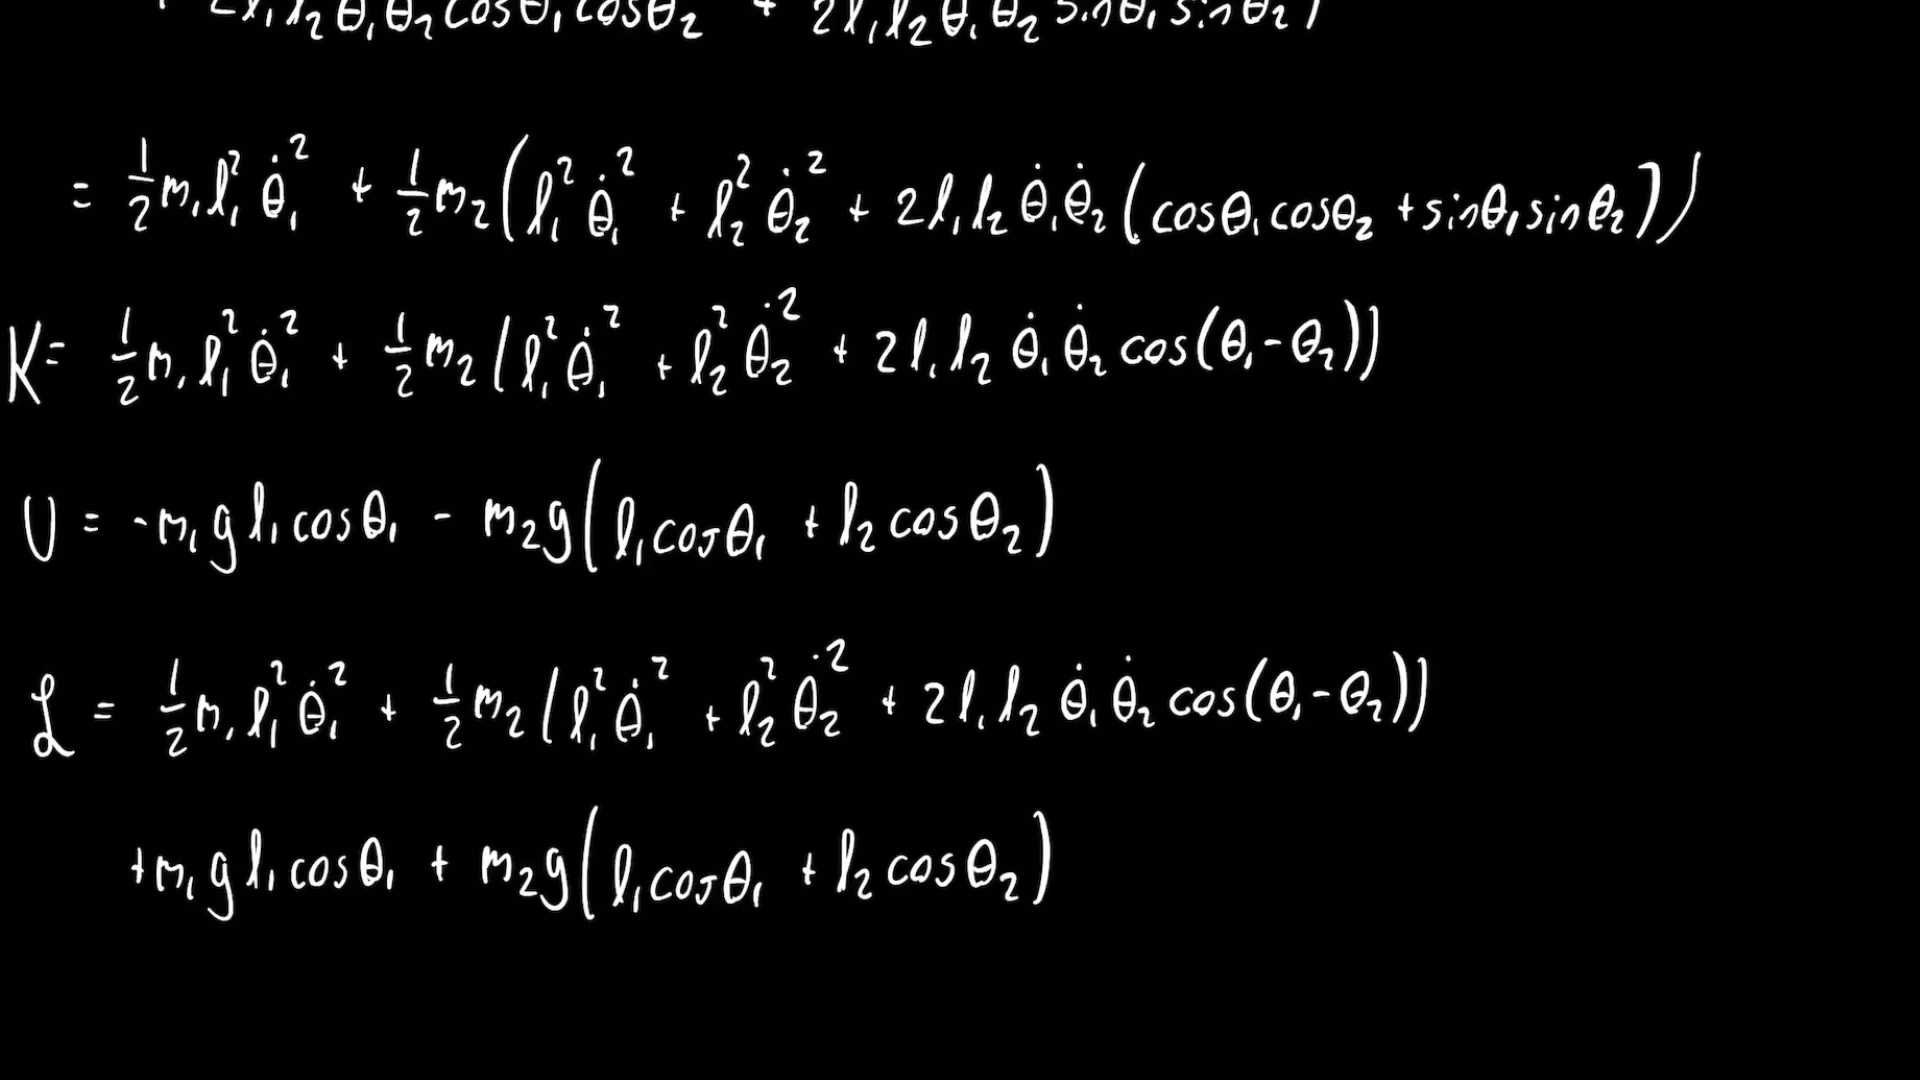 + 2l₁l₂θ̇₁θ̇₂cosθ₁cosθ₂ + 2l₁l₂θ̇₁θ̇₂sinθ₁sinθ₂)
= ½m₁l₁²θ̇₁² + ½m₂(l₁²θ̇₁² + l₂²θ̇₂² + 2l₁l₂θ̇₁θ̇₂(cosθ₁cosθ₂ + sinθ₁sinθ₂))
K = ½m₁l₁²θ̇₁² + ½m₂(l₁²θ̇₁² + l₂²θ̇₂² + 2l₁l₂θ̇₁θ̇₂cos(θ₁-θ₂))
U = -m₁gl₁cosθ₁ - m₂g(l₁cosθ₁ + l₂cosθ₂)
ℒ = ½m₁l₁²θ̇₁² + ½m₂(l₁²θ̇₁² + l₂²θ̇₂² + 2l₁l₂θ̇₁θ̇₂cos(θ₁-θ₂))
+m₁gl₁cosθ₁ + m₂g(l₁cosθ₁ + l₂cosθ₂)